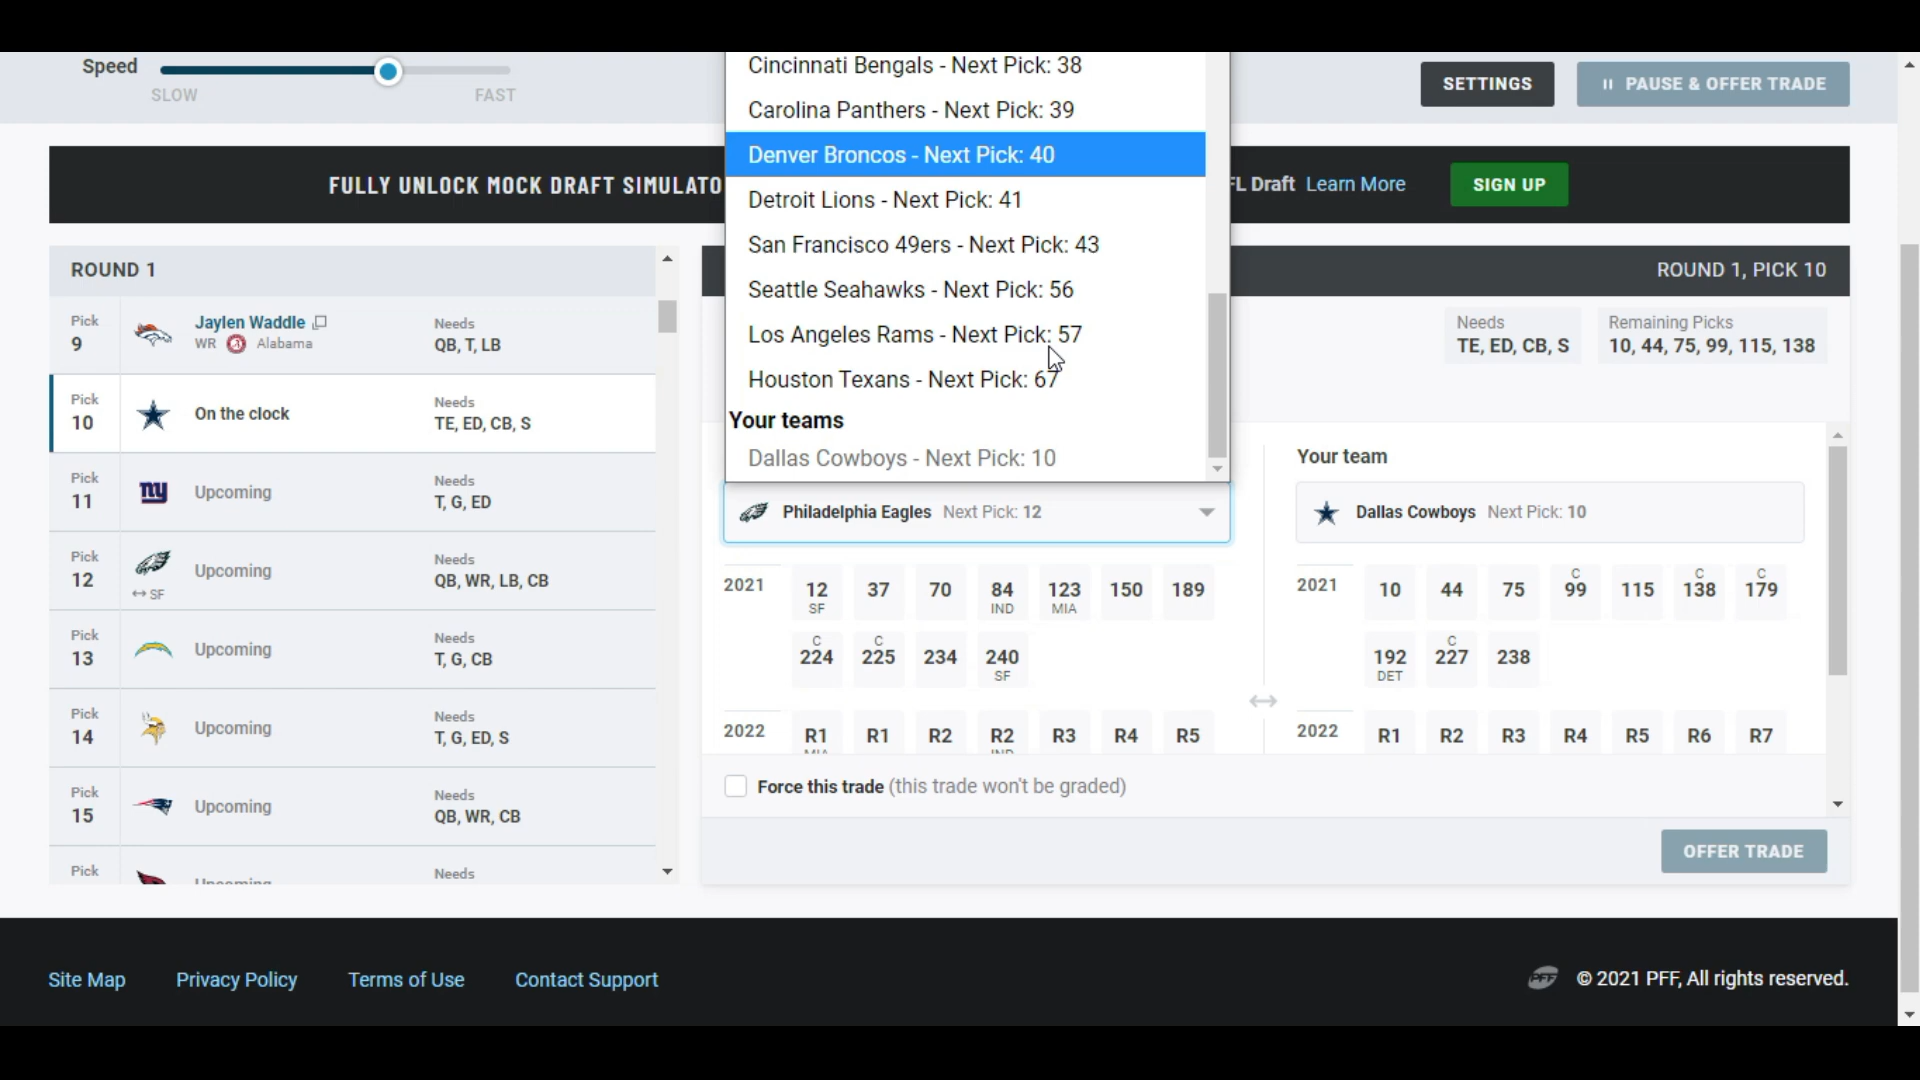 Speed
SLOW
FAST
SETTINGS
PAUSE & OFFER TRADE
FULLY UNLOCK MOCK DRAFT SIMULATO
FL Draft Learn More
SIGN UP
Cincinnati Bengals - Next Pick: 38
Carolina Panthers - Next Pick: 39
Denver Broncos - Next Pick: 40
Detroit Lions - Next Pick: 41
San Francisco 49ers - Next Pick: 43
Seattle Seahawks - Next Pick: 56
Los Angeles Rams - Next Pick: 57
Houston Texans - Next Pick: 67
Your teams
Dallas Cowboys - Next Pick: 10
ROUND 1
Pick
9
Jaylen Waddle
WR Alabama
Needs
QB, T, LB
Pick
10
On the clock
Needs
TE, ED, CB, S
Pick
11
ny
Upcoming
Needs
T, G, ED
Pick
12
↔ SF
Upcoming
Needs
QB, WR, LB, CB
Pick
13
Upcoming
Needs
T, G, CB
Pick
14
Upcoming
Needs
T, G, ED, S
Pick
15
Upcoming
Needs
QB, WR, CB
Pick
Upcoming
Needs
ROUND 1, PICK 10
Needs
TE, ED, CB, S
Remaining Picks
10, 44, 75, 99, 115, 138
Philadelphia Eagles Next Pick: 12
2021
12 37 70 84 123 150 189
SF IND MIA
C C
224 225 234 240
SF
2022
R1 R1 R2 R2 R3 R4 R5
MIA IND
Your team
Dallas Cowboys Next Pick: 10
2021
C C C
10 44 75 99 115 138 179
C
192 227 238
DET
2022
R1 R2 R3 R4 R5 R6 R7
Force this trade (this trade won't be graded)
OFFER TRADE
Site Map
Privacy Policy
Terms of Use
Contact Support
PFF
© 2021 PFF, All rights reserved.